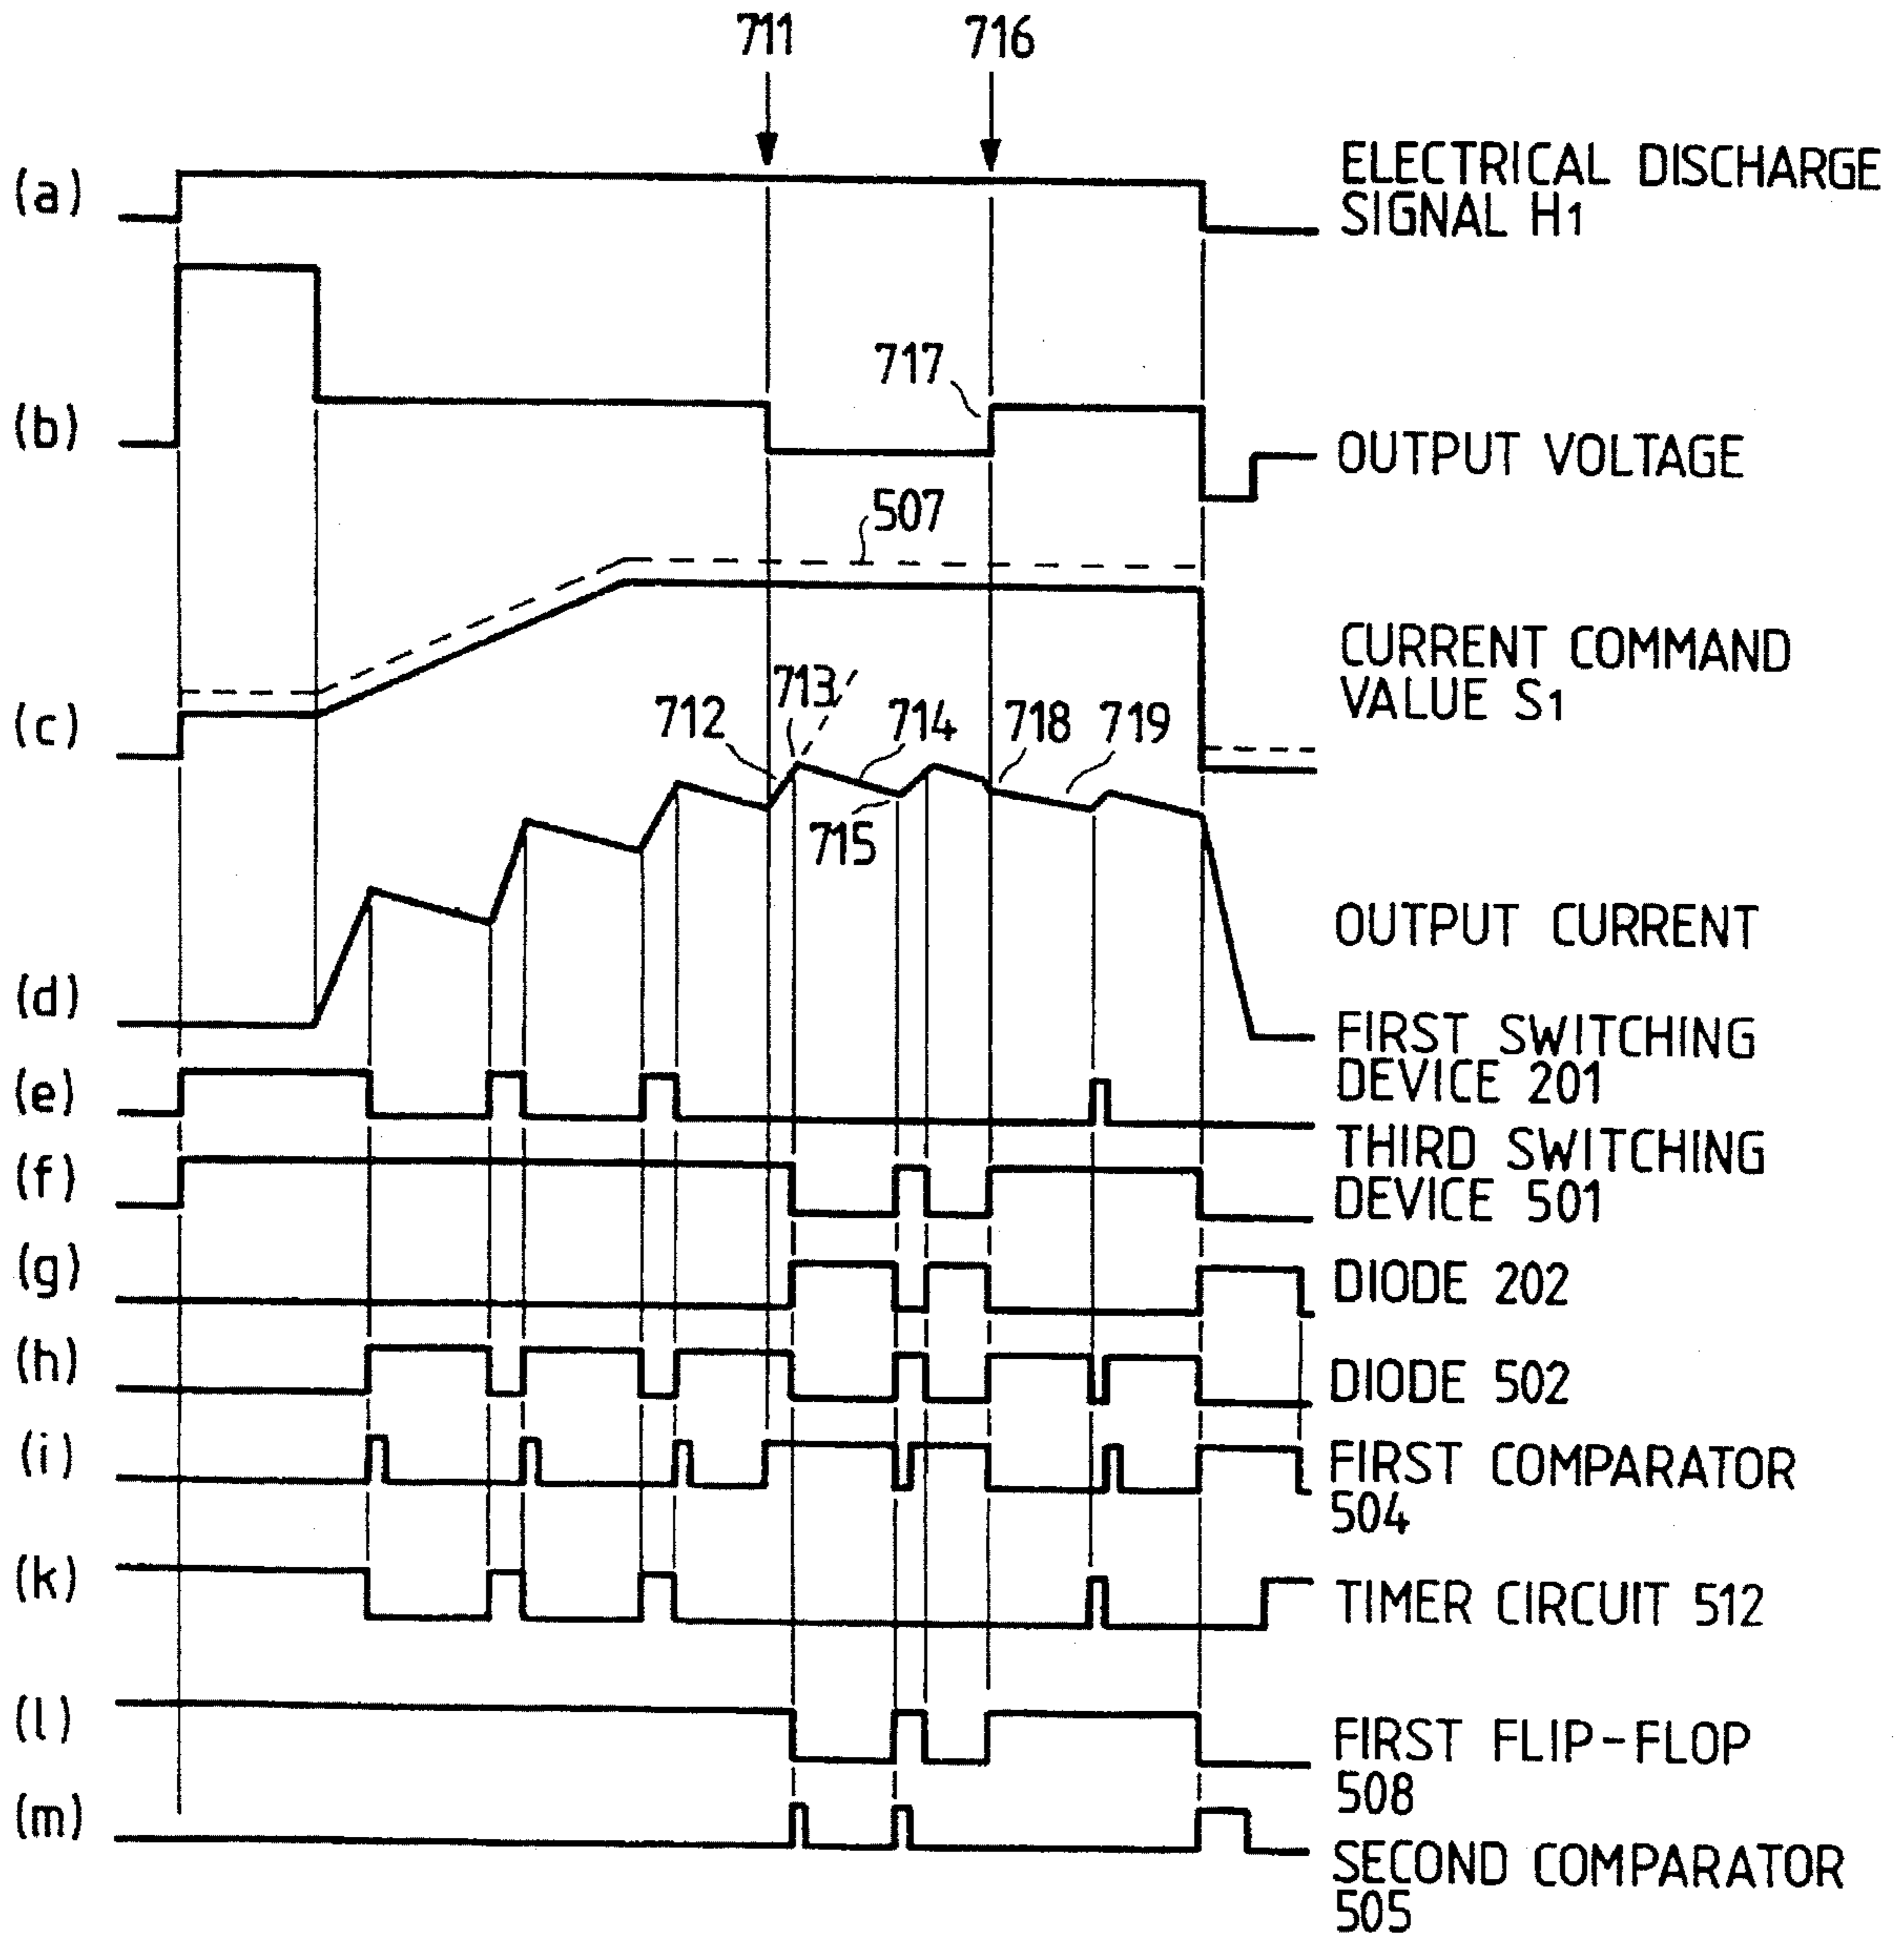 711
716
(a)
ELECTRICAL DISCHARGE
SIGNAL H1
717
(b)
OUTPUT VOLTAGE
507
CURRENT COMMAND
VALUE S1
(c)
712
713
714
718
719
715
OUTPUT CURRENT
(d)
FIRST SWITCHING
DEVICE 201
(e)
THIRD SWITCHING
DEVICE 501
(f)
(g)
DIODE 202
(h)
DIODE 502
(i)
FIRST COMPARATOR
504
(k)
TIMER CIRCUIT 512
(l)
FIRST FLIP-FLOP
508
(m)
SECOND COMPARATOR
505